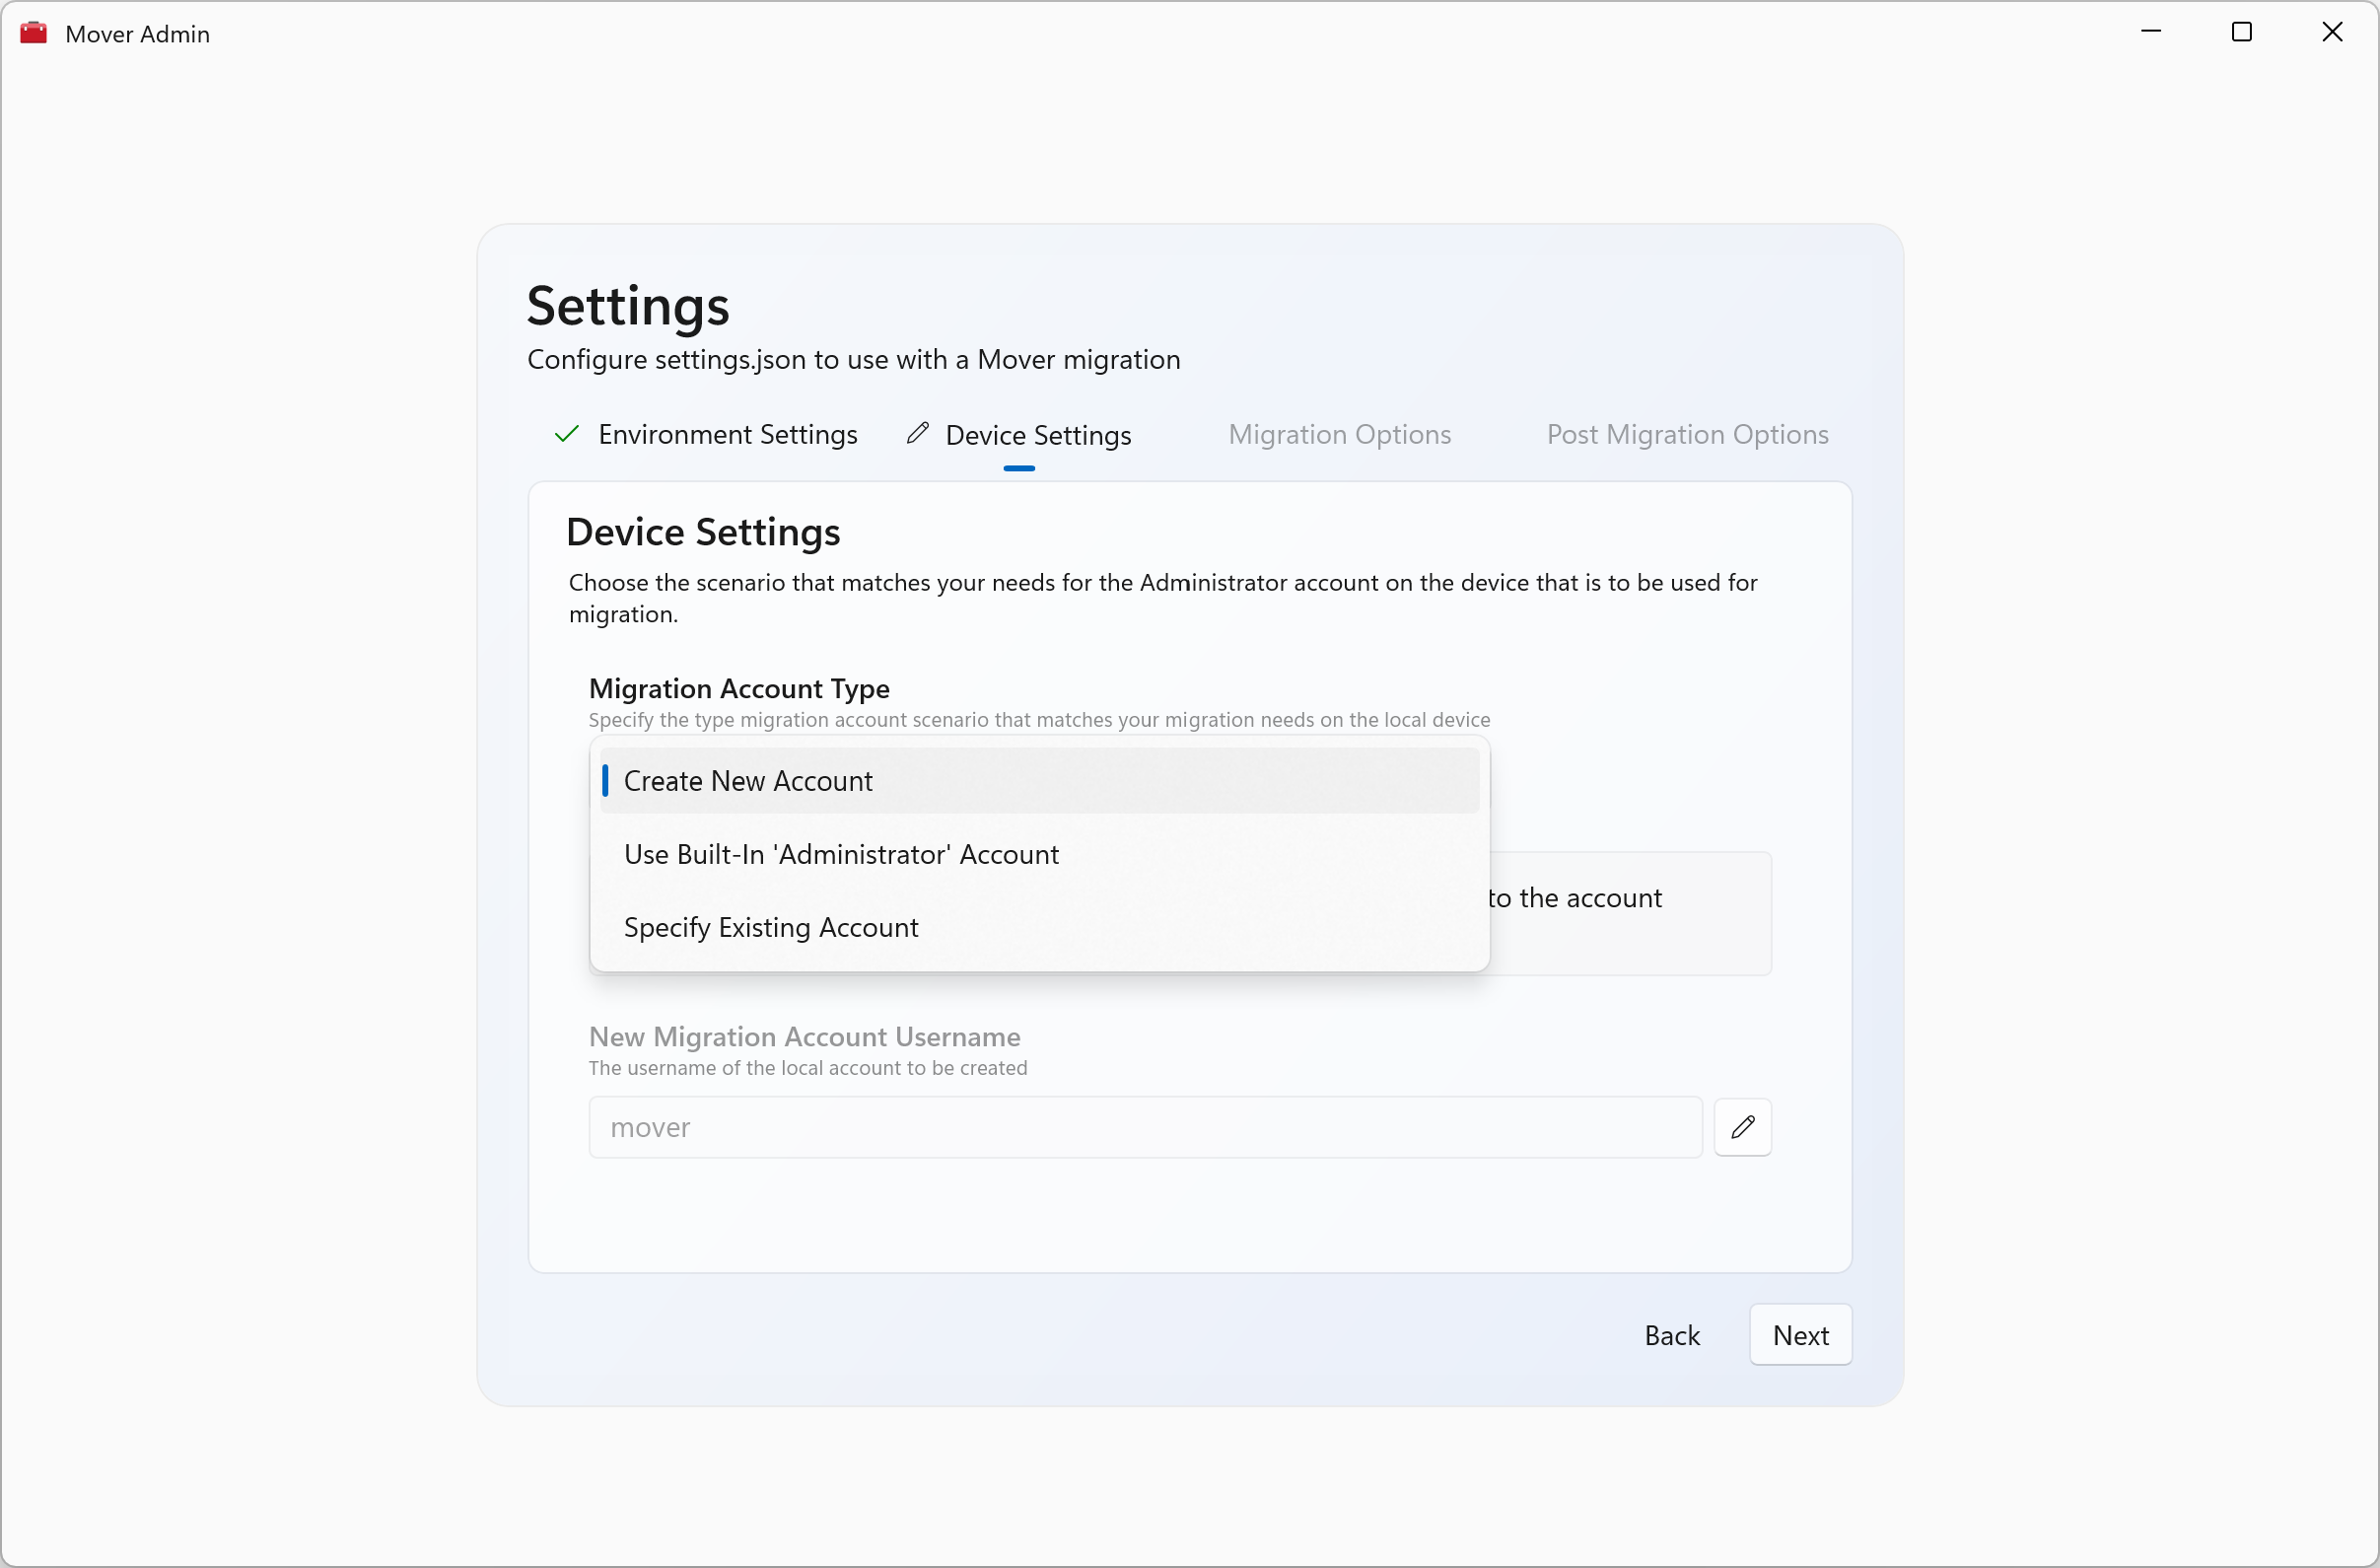 Mover Admin
Settings
Configure settings.json to use with a Mover migration
Environment Settings
Device Settings
Migration Options
Post Migration Options
Device Settings
Choose the scenario that matches your needs for the Administrator account on the device that is to be used for
migration.
Migration Account Type
Specify the type migration account scenario that matches your migration needs on the local device
Create New Account
Use Built-In 'Administrator' Account
to the account
Specify Existing Account
New Migration Account Username
The username of the local account to be created
mover
Back
Next